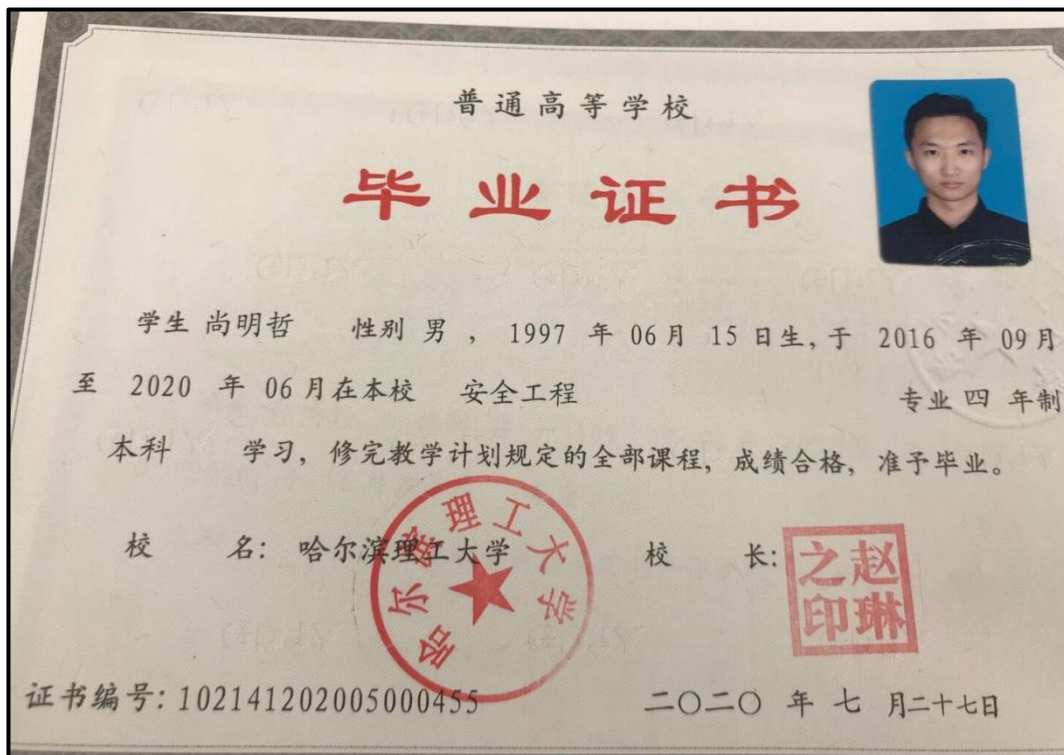 普通高等学校
毕业证书
学生 尚明哲 性别 男 , 1997 年 06 月 15 日生, 于 2016 年 09 月
至 2020 年 06 月在本校 安全工程 专业 四 年制
本科 学习, 修完教学计划规定的全部课程, 成绩合格, 准予毕业。
校 名: 哈尔滨理工大学 校 长:
哈尔滨理工大学
赵琳之印
证书编号: 102141202005000455 二〇二〇 年 七 月二十七日